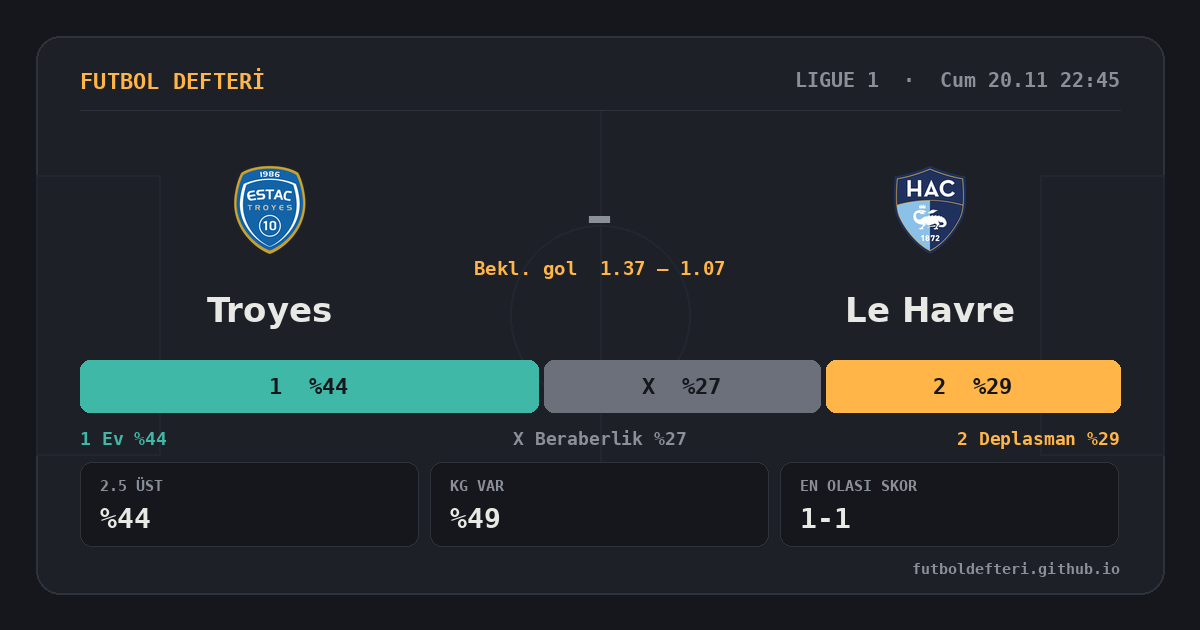 FUTBOL DEFTERİ
LIGUE 1 · Cum 20.11 22:45
1986
ESTAC
TROYES
10
HAC
1872
–
Bekl. gol 1.37 – 1.07
Troyes
Le Havre
1 %44
X %27
2 %29
1 Ev %44
X Beraberlik %27
2 Deplasman %29
2.5 ÜST
%44
KG VAR
%49
EN OLASI SKOR
1-1
futboldefteri.github.io